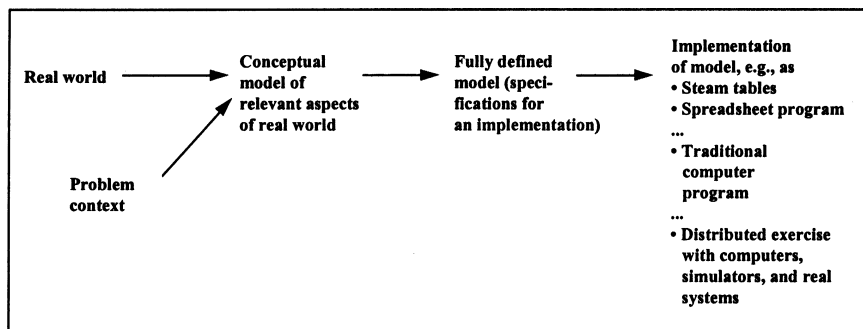 Real world
Conceptual
model of
relevant aspects
of real world
Problem
context
Fully defined
model (speci-
fications for
an implementation)
Implementation
of model, e.g., as
• Steam tables
• Spreadsheet program
...
• Traditional
computer
program
...
• Distributed exercise
with computers,
simulators, and real
systems